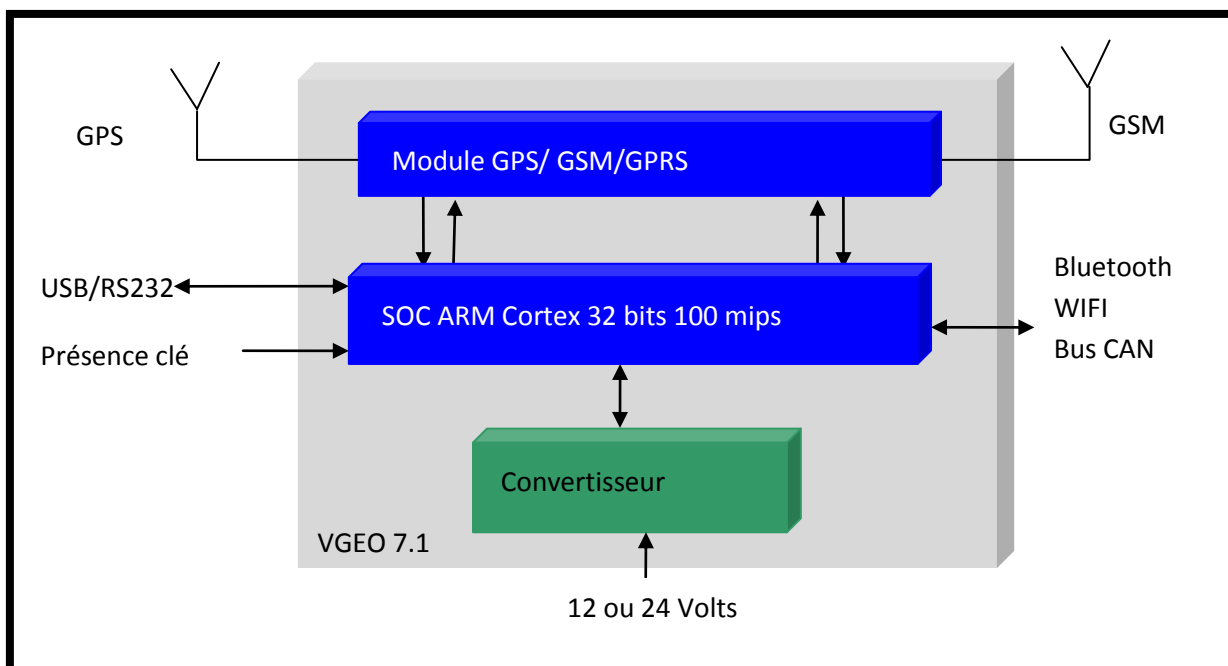 GPS
GSM
Module GPS/ GSM/GPRS
USB/RS232
SOC ARM Cortex 32 bits 100 mips
Bluetooth
WIFI
Bus CAN
Présence clé
Convertisseur
VGEO 7.1
12 ou 24 Volts